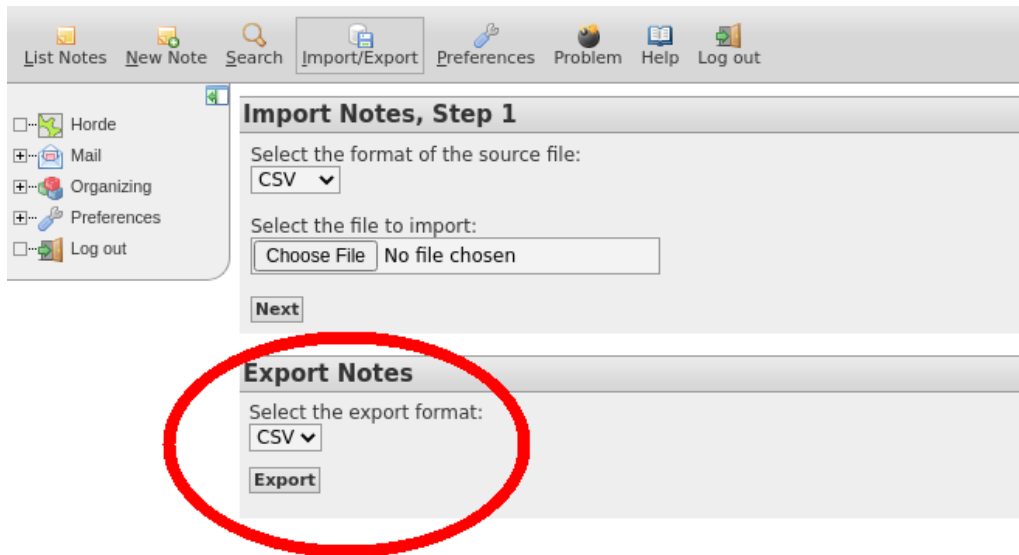 List Notes New Note Search Import/Export Preferences Problem Help Log out
Horde
Mail
Organizing
Preferences
Log out
Import Notes, Step 1
Select the format of the source file:
CSV
Select the file to import:
Choose File No file chosen
Next
Export Notes
Select the export format:
CSV
Export